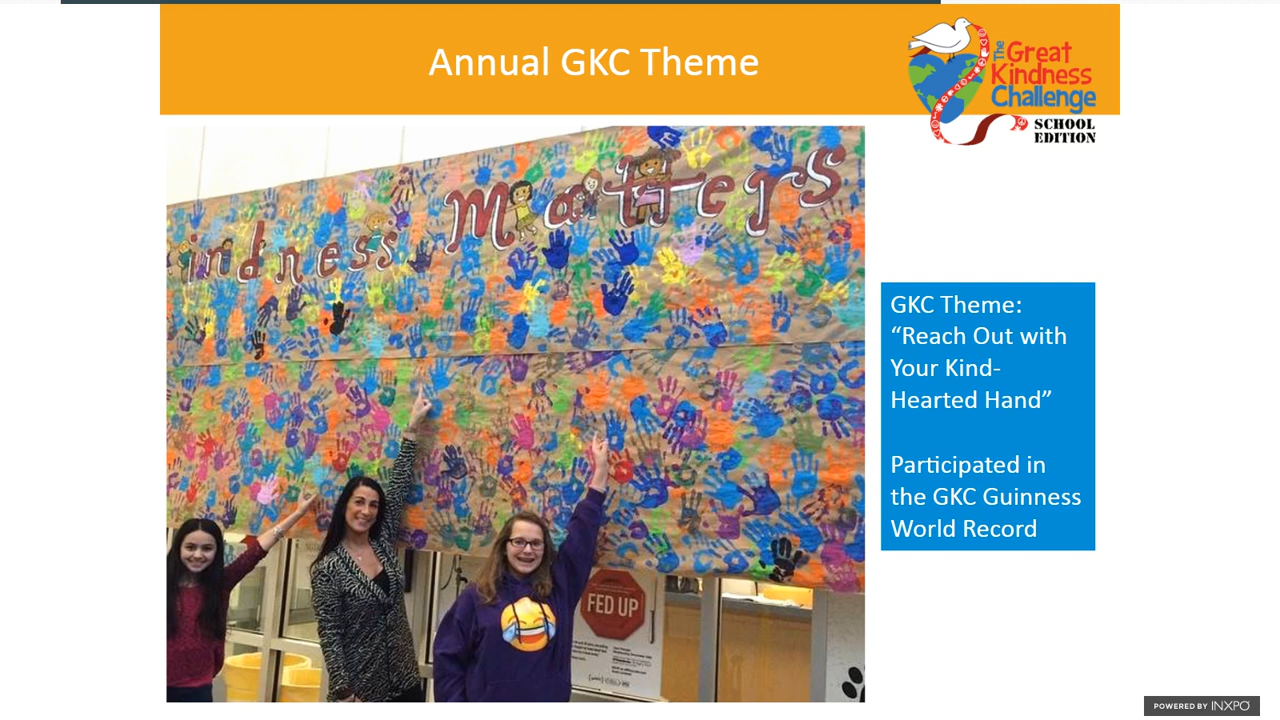 Annual GKC Theme
The
Great
Kindness
Challenge
SCHOOL
EDITION
indness Matters
GKC Theme:
“Reach Out with
Your Kind-
Hearted Hand”
Participated in
the GKC Guinness
World Record
FED UP
POWERED BY INXPO